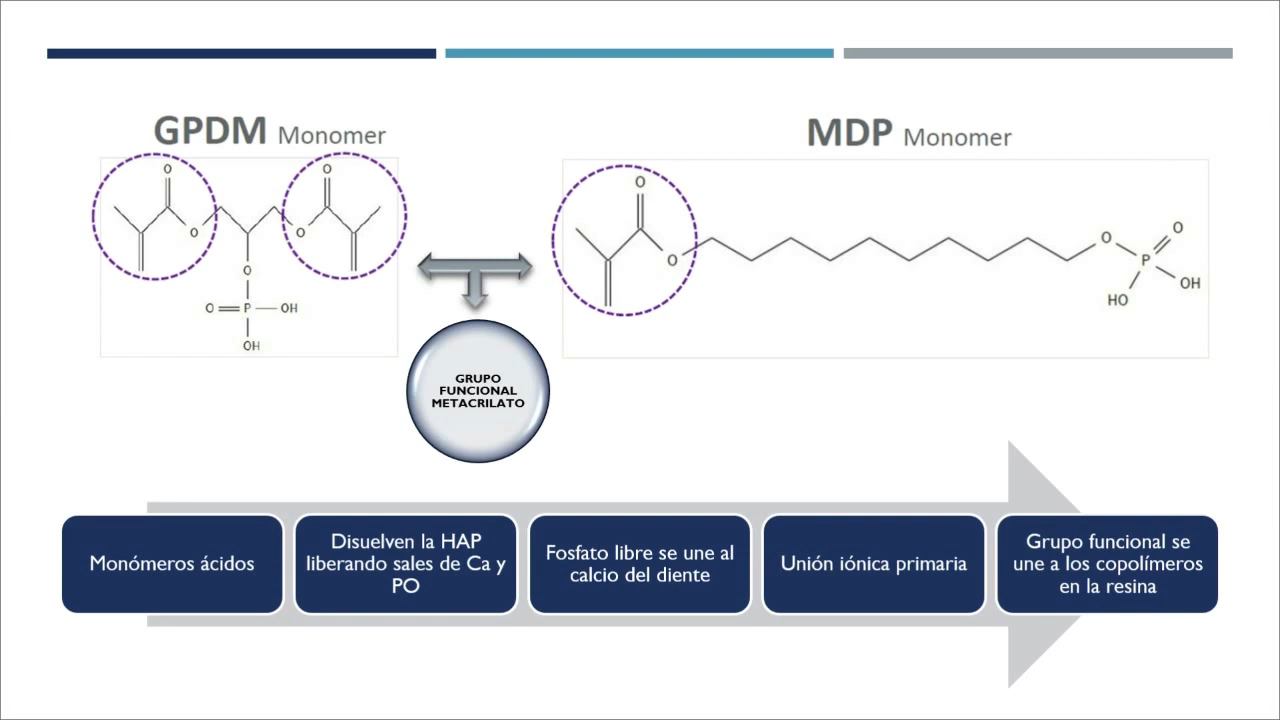 GPDM Monomer
MDP Monomer
O
O
O
O
O
O
P
OH
OH
O
O
O
P
O
OH
HO
GRUPO
FUNCIONAL
METACRILATO
Monómeros ácidos
Disuelven la HAP
liberando sales de Ca y
PO
Fosfato libre se une al
calcio del diente
Unión iónica primaria
Grupo funcional se
une a los copolímeros
en la resina